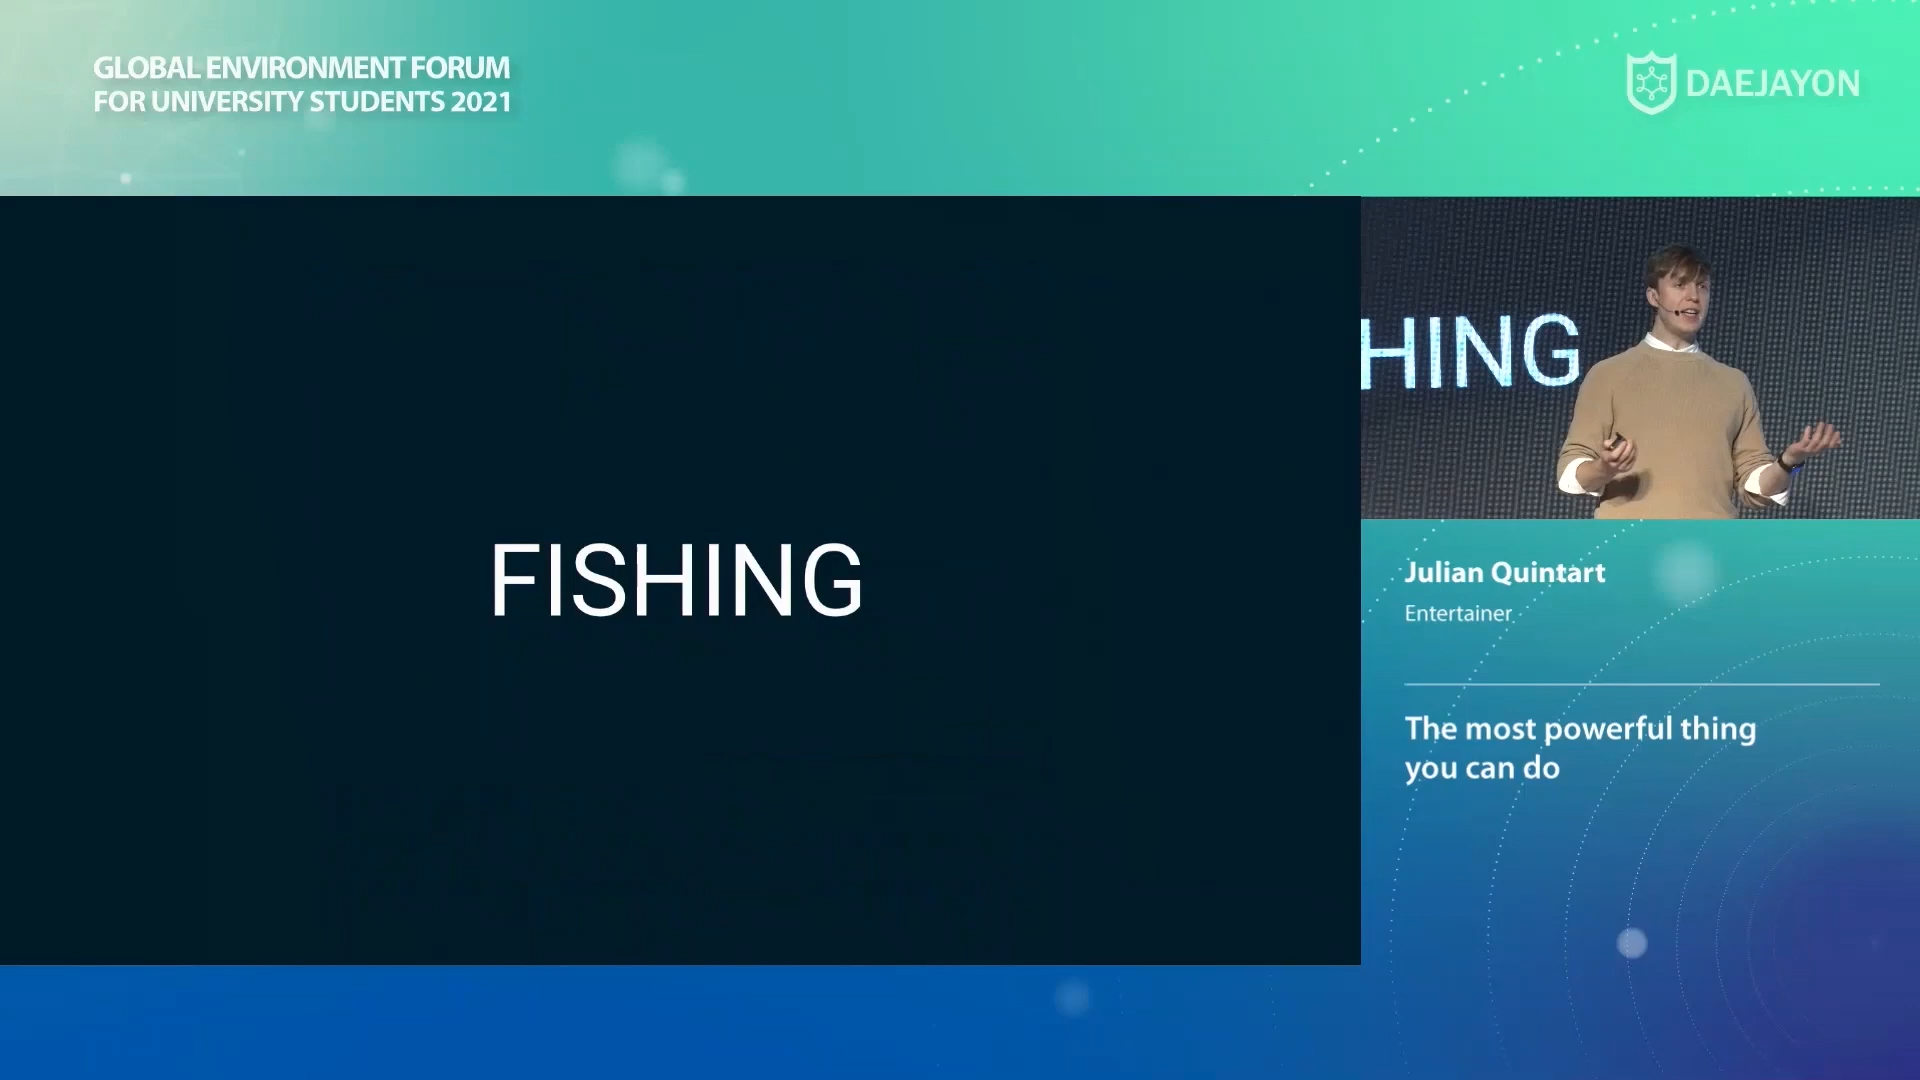 GLOBAL ENVIRONMENT FORUM
FOR UNIVERSITY STUDENTS 2021
DAEJAYON
FISHING
HING
Julian Quintart
Entertainer
The most powerful thing
you can do